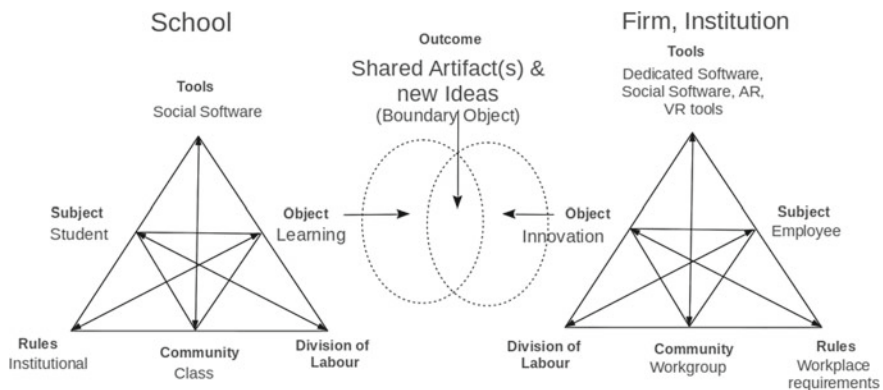 School
Tools
Social Software
Subject
Student
Object
Learning
Rules
Institutional
Community
Class
Division of
Labour
Outcome
Shared Artifact(s) &
new Ideas
(Boundary Object)
Firm, Institution
Tools
Dedicated Software,
Social Software, AR,
VR tools
Object
Innovation
Subject
Employee
Division of
Labour
Community
Workgroup
Rules
Workplace
requirements